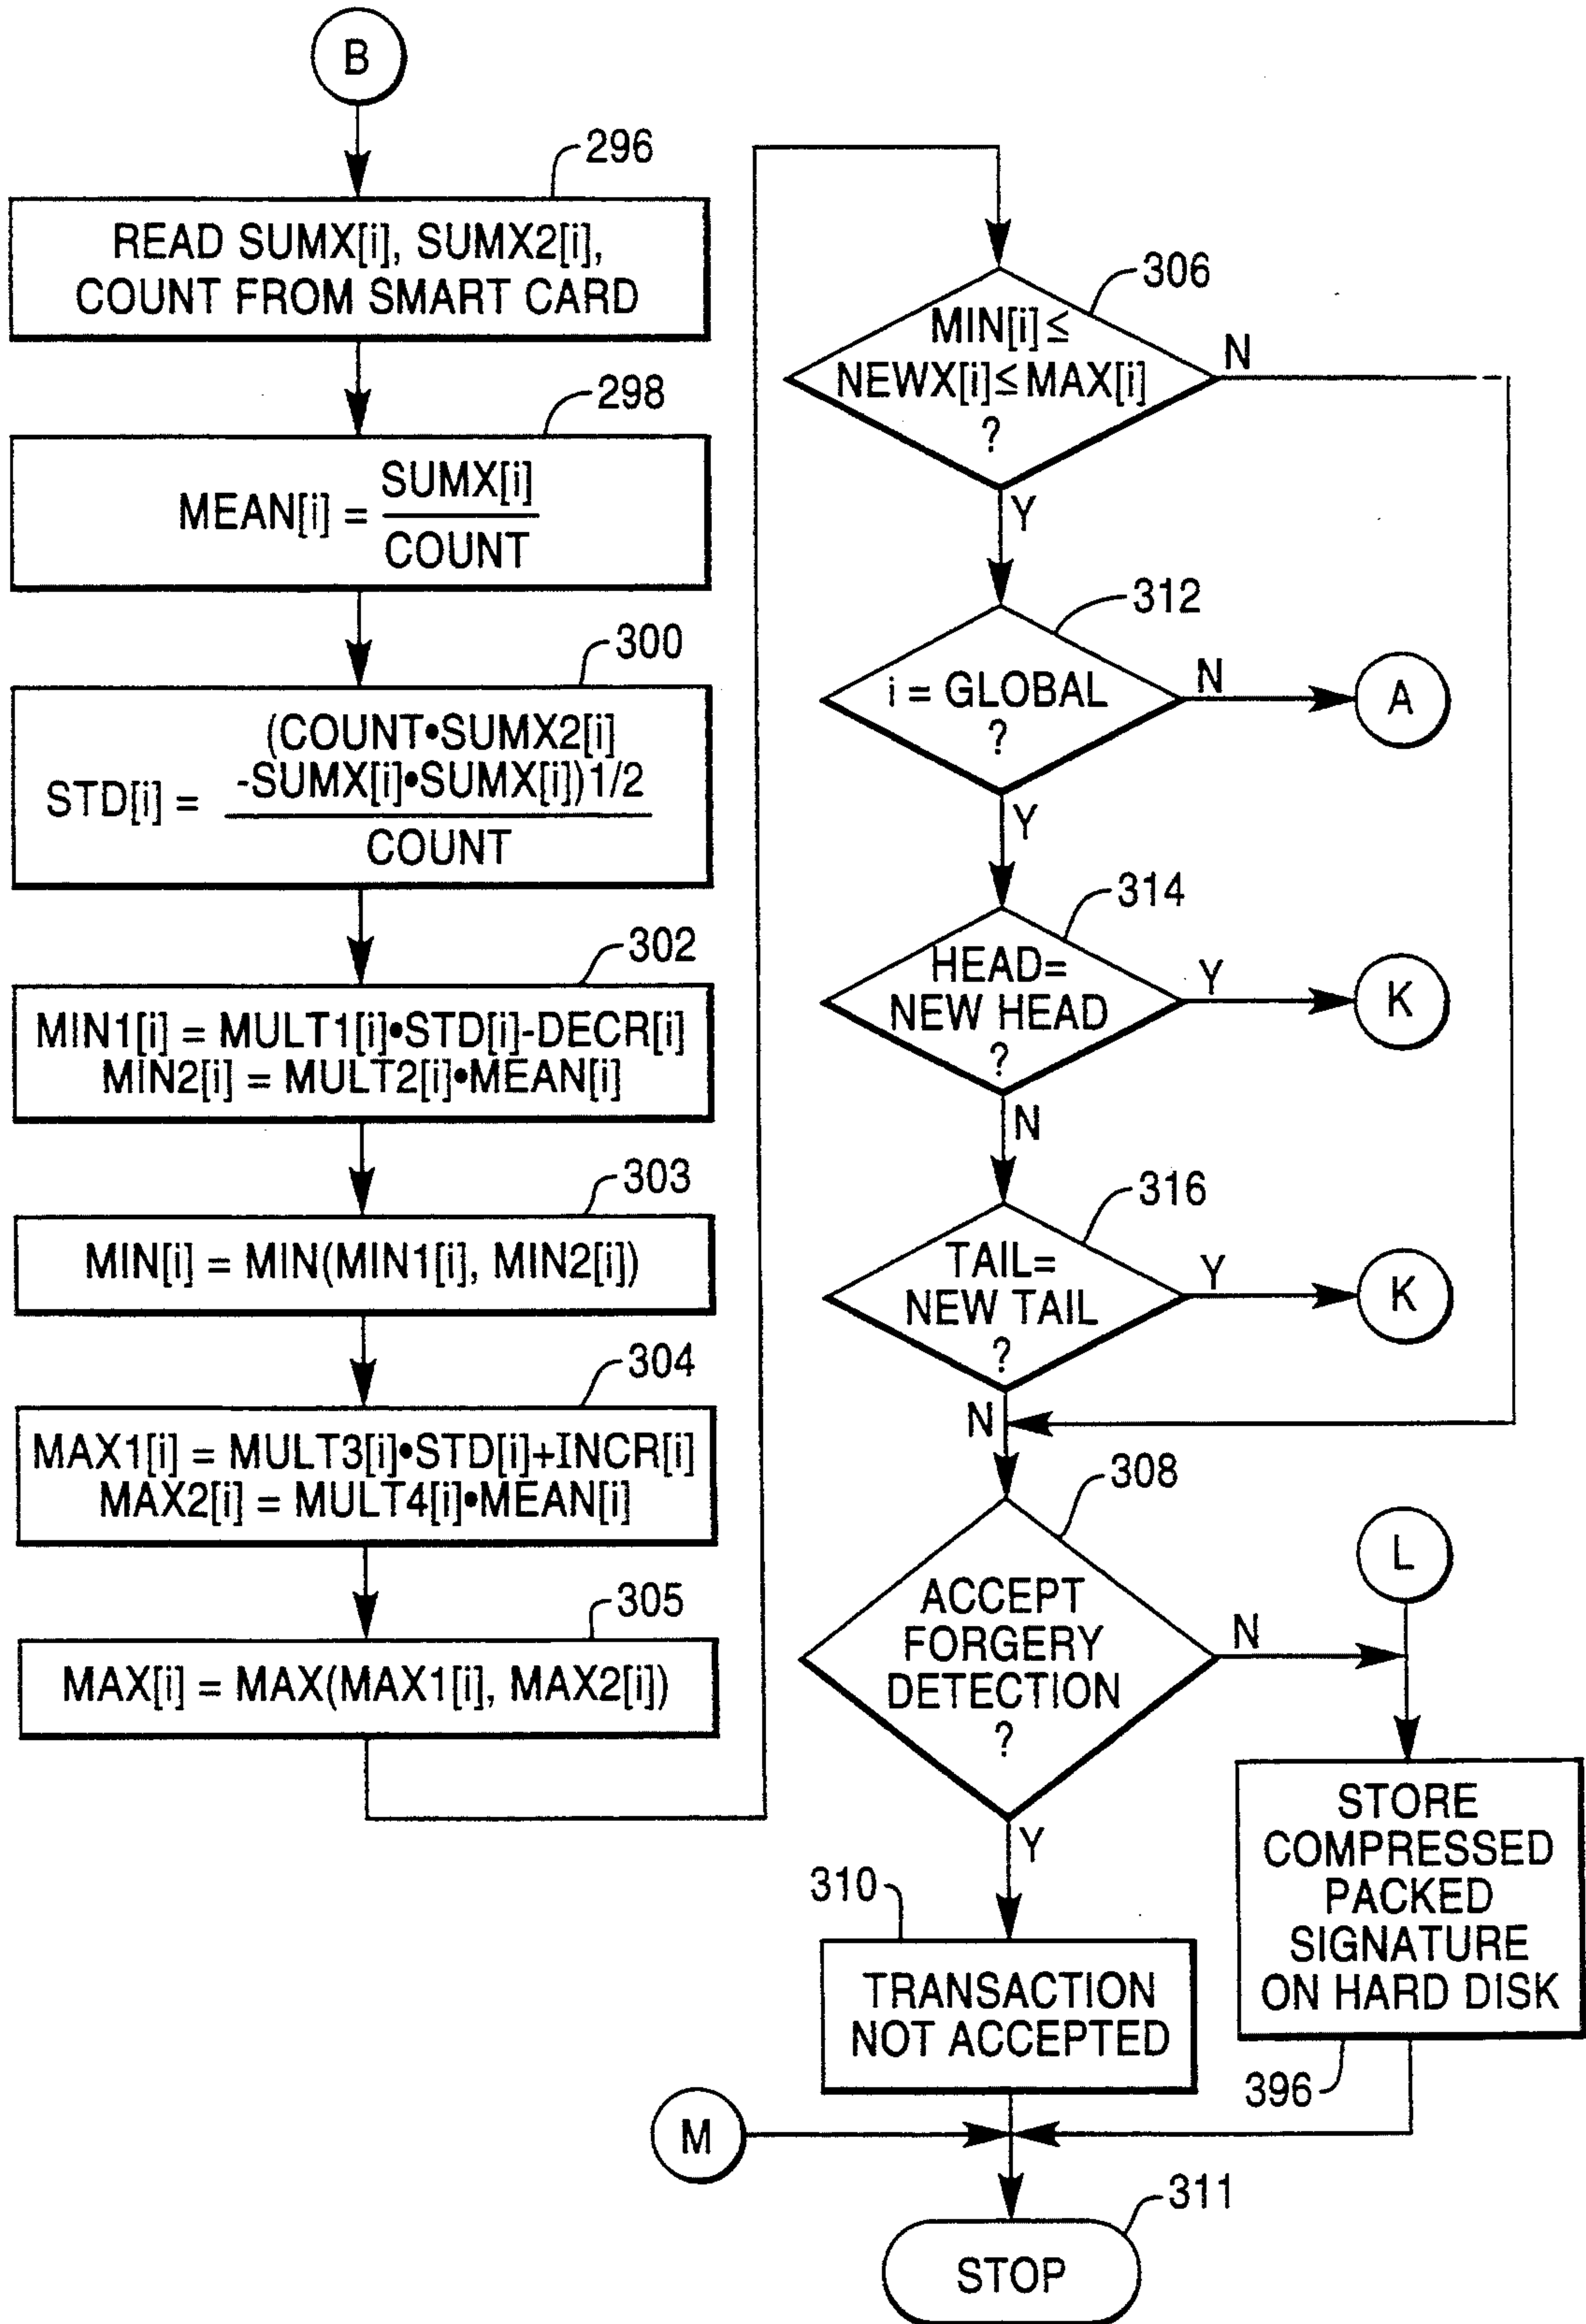 B
296
READ SUMX[i], SUMX2[i],
COUNT FROM SMART CARD
298
MEAN[i] = SUMX[i]
COUNT
300
(COUNT•SUMX2[i]
-SUMX[i]•SUMX[i])1/2
STD[i] =
COUNT
302
MIN1[i] = MULT1[i]•STD[i]-DECR[i]
MIN2[i] = MULT2[i]•MEAN[i]
303
MIN[i] = MIN(MIN1[i], MIN2[i])
304
MAX1[i] = MULT3[i]•STD[i]+INCR[i]
MAX2[i] = MULT4[i]•MEAN[i]
305
MAX[i] = MAX(MAX1[i], MAX2[i])
306
MIN[i]≤
NEWX[i]≤MAX[i]
?
N
Y
312
i = GLOBAL
?
N
A
Y
314
HEAD=
NEW HEAD
?
Y
K
N
316
TAIL=
NEW TAIL
?
Y
K
N
308
ACCEPT
FORGERY
DETECTION
?
N
L
Y
STORE
COMPRESSED
PACKED
SIGNATURE
ON HARD DISK
396
310
TRANSACTION
NOT ACCEPTED
M
311
STOP